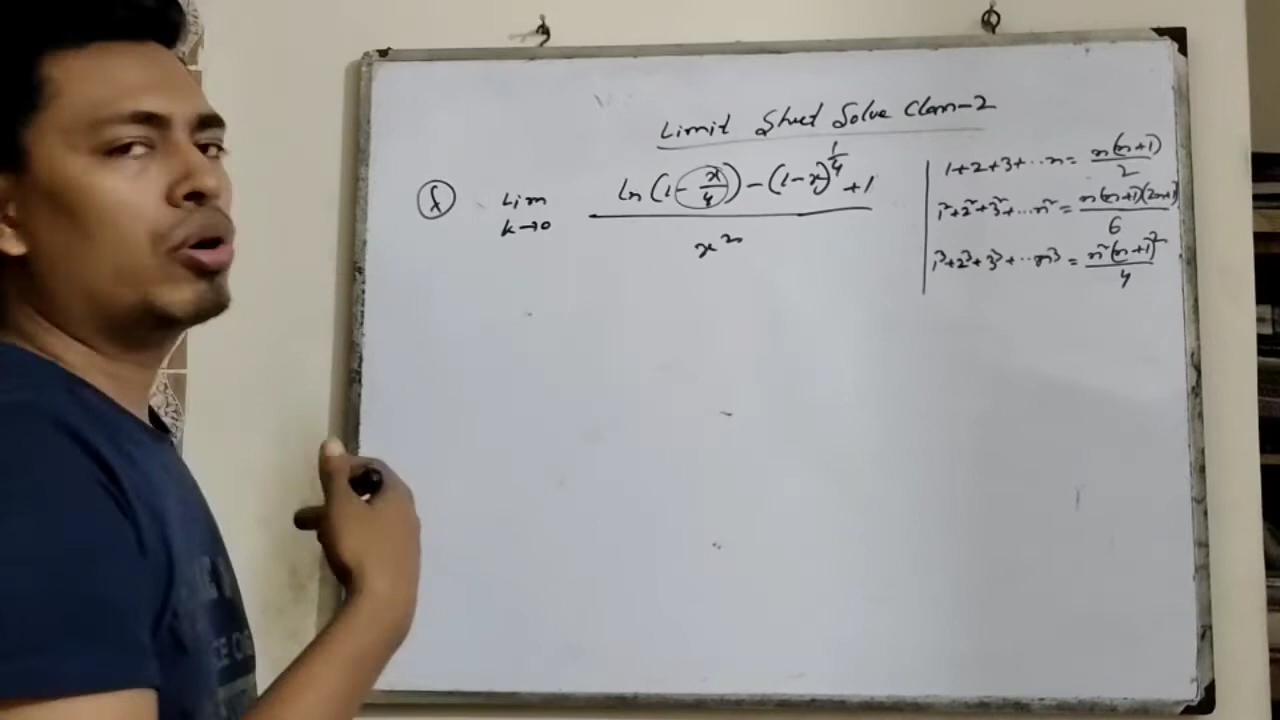 Limit Sheet Solve Class-2
f Lim x→0 ln(1-x/4)-(1-x)^{1/4}+1 / x²
1+2+3+...n = n(n+1)/2
1²+2²+3²+...n² = n(n+1)(2n+1)/6
1³+2³+3³+...n³ = n²(n+1)²/4